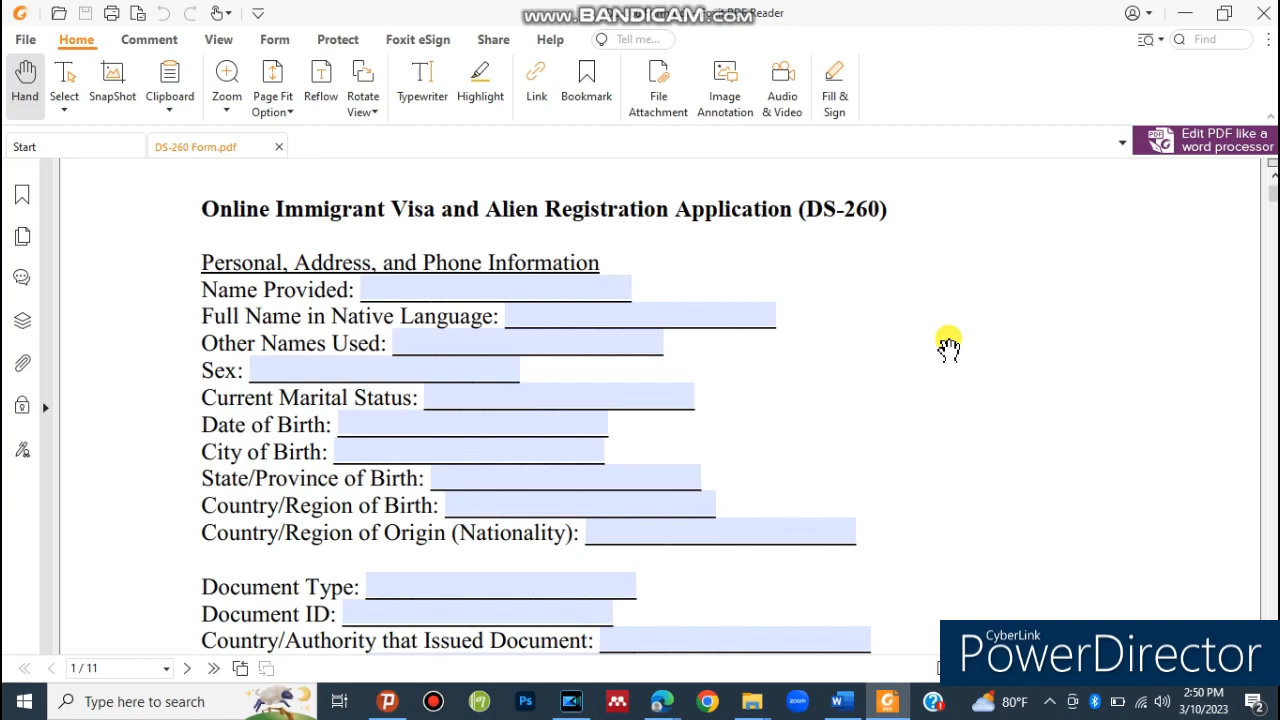 www.BANDICAM.com
PDF Reader
File Home Comment View Form Protect Foxit eSign Share Help Tell me... Find
Hand Select SnapShot Clipboard Zoom Page Fit Option Reflow Rotate View Typewriter Highlight Link Bookmark File Attachment Image Annotation Audio & Video Fill & Sign
Start DS-260 Form.pdf
Edit PDF like a
word processor
Online Immigrant Visa and Alien Registration Application (DS-260)
Personal, Address, and Phone Information
Name Provided:
Full Name in Native Language:
Other Names Used:
Sex:
Current Marital Status:
Date of Birth:
City of Birth:
State/Province of Birth:
Country/Region of Birth:
Country/Region of Origin (Nationality):
Document Type:
Document ID:
Country/Authority that Issued Document:
CyberLink
PowerDirector
1 / 11
Type here to search
80°F
2:50 PM
3/10/2023
2